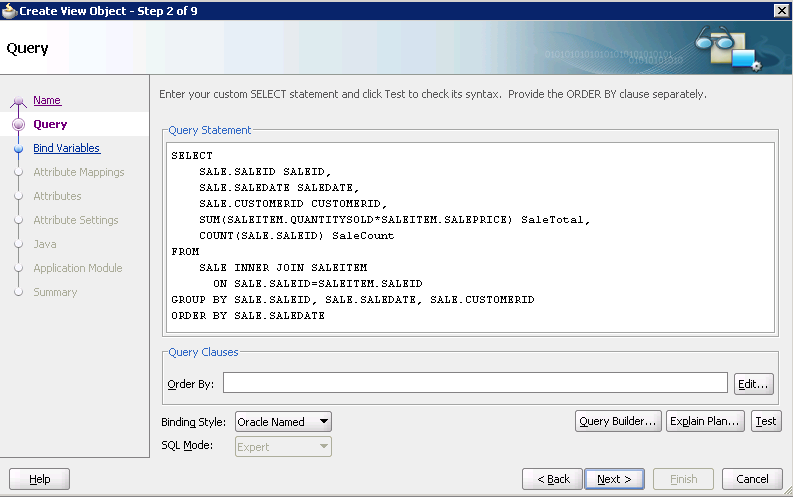 Create View Object - Step 2 of 9
Query
Name
Query
Bind Variables
Attribute Mappings
Attributes
Attribute Settings
Java
Application Module
Summary
Enter your custom SELECT statement and click Test to check its syntax.  Provide the ORDER BY clause separately.
Query Statement
SELECT
    SALE.SALEID SALEID,
    SALE.SALEDATE SALEDATE,
    SALE.CUSTOMERID CUSTOMERID,
    SUM(SALEITEM.QUANTITYSOLD*SALEITEM.SALEPRICE) SaleTotal,
    COUNT(SALE.SALEID) SaleCount
FROM
    SALE INNER JOIN SALEITEM
      ON SALE.SALEID=SALEITEM.SALEID
GROUP BY SALE.SALEID, SALE.SALEDATE, SALE.CUSTOMERID
ORDER BY SALE.SALEDATE
Query Clauses
Order By: Edit...
Binding Style: Oracle Named Query Builder... Explain Plan... Test
SQL Mode: Expert
Help < Back Next > Finish Cancel